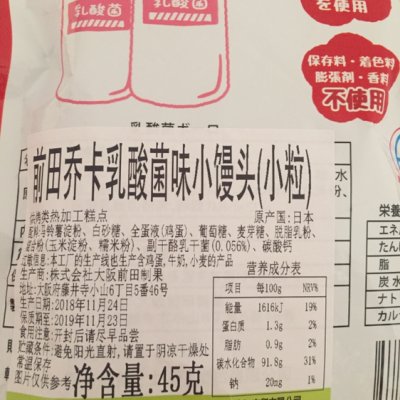 乳酸菌
乳酸菌
を使用
保存料・着色料
膨張剤・香料
不使用
前田乔卡乳酸菌味小馒头(小粒)
烘烤类热加工糕点
原产国:日本
配料:马铃薯淀粉、白砂糖、全蛋液(鸡蛋)、葡萄糖、麦芽糖、脱脂乳粉、
混合粉(玉米淀粉、糯米粉)、副干酪乳干菌(0.056%)、碳酸钙
过敏信息:本工厂的生产线也生产含鸡蛋,牛奶,小麦的产品
生产商:株式会社大阪前田制果
地址:大阪府藤井寺小山6丁目5番46号
生产日期:2018年11月24日
保质期至:2019年11月23日
食用注意:开封后请尽早品尝
贮藏条件:避免阳光直射,请置于阴凉干燥处
常温保存
图片仅供参考
净含量:45克
营养成分表
项目 每100g NRV%
能量 1616kJ 19%
蛋白质 1.3g 2%
脂肪 0.9g 2%
碳水化合物 91.8g 31%
钠 20mg 1%
栄養
エネル
たんぱ
脂
炭水
ナト
カル